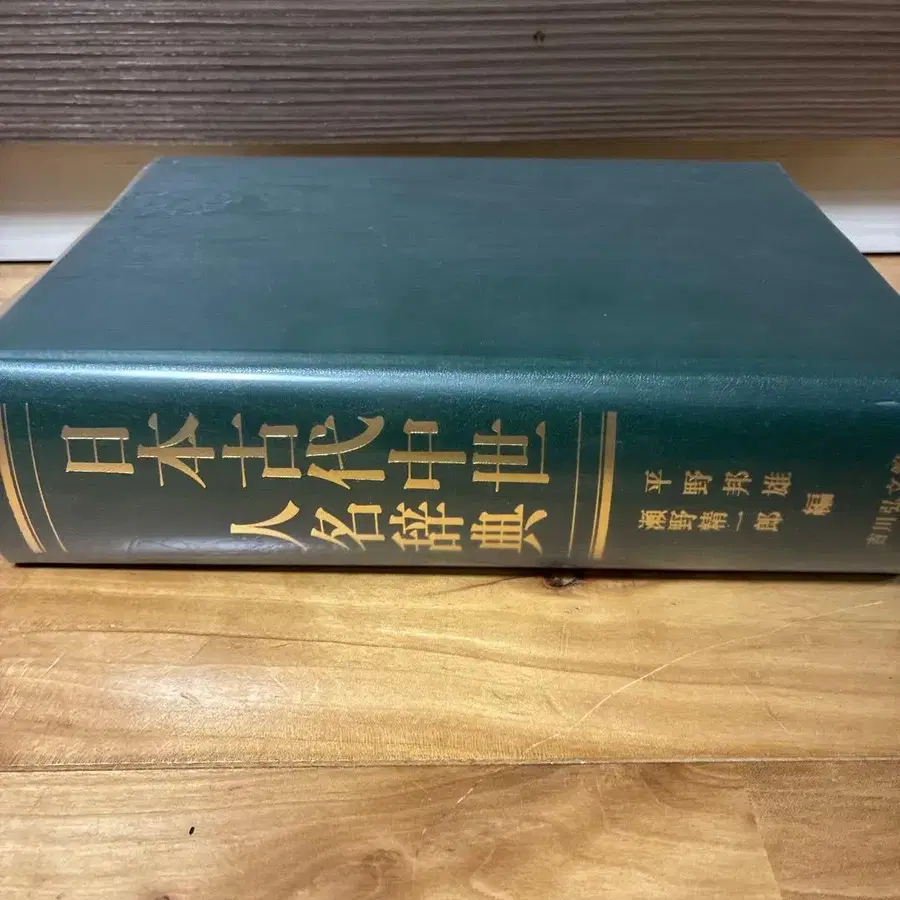 日本古代中世
人名辞典
平野邦雄
瀬野精一郎
編
吉川弘文館